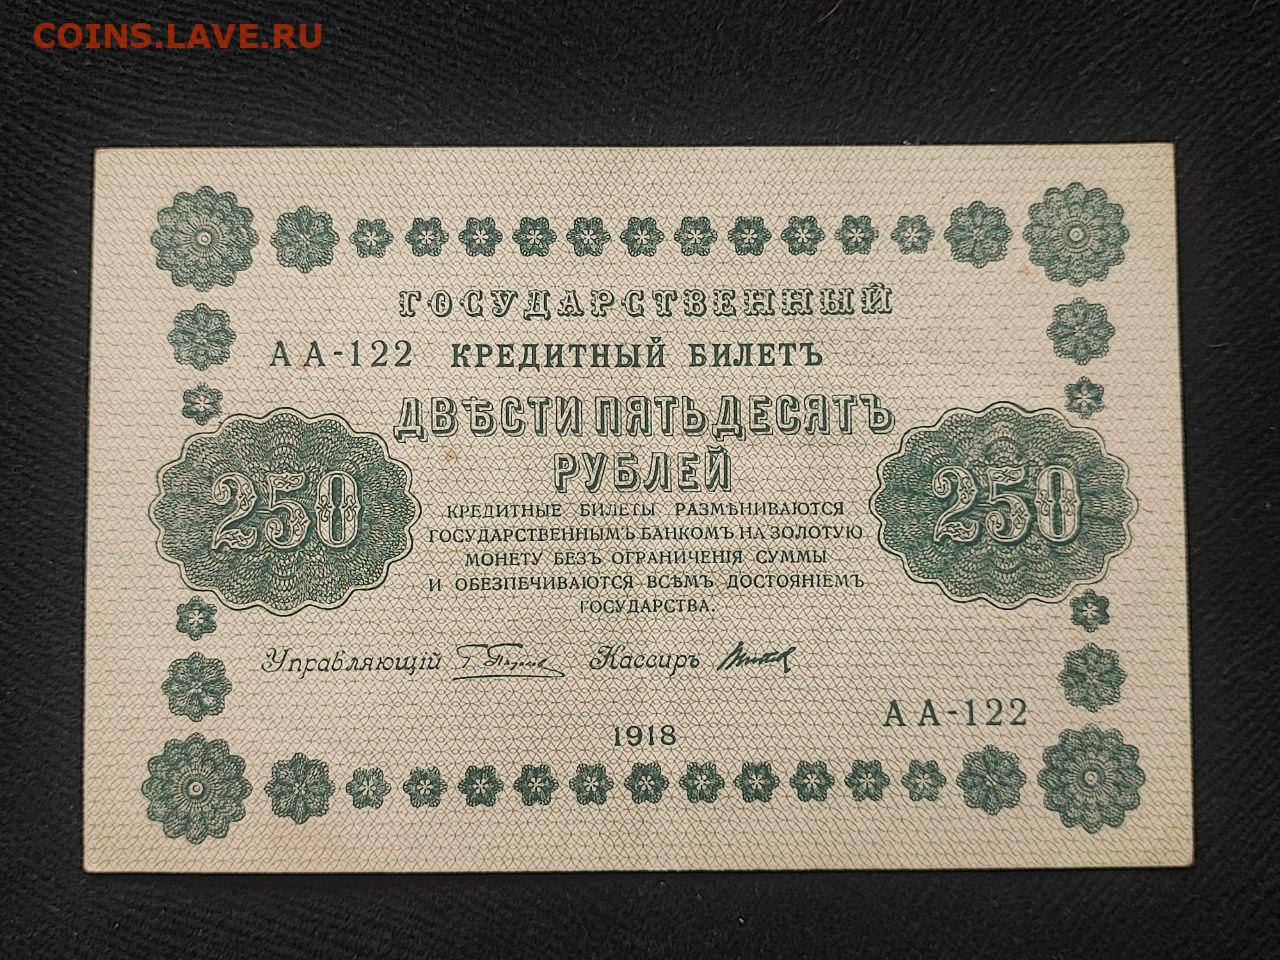 COINS.LAVE.RU
ГОСУДАРСТВЕННЫЙ
АА-122 КРЕДИТНЫЙ БИЛЕТЪ
ДВѢСТИ ПЯТЬДЕСЯТЪ
РУБЛЕЙ
250 250
КРЕДИТНЫЕ БИЛЕТЫ РАЗМѢНИВАЮТСЯ
ГОСУДАРСТВЕННЫМЪ БАНКОМЪ НА ЗОЛОТУЮ
МОНЕТУ БЕЗЪ ОГРАНИЧЕНІЯ СУММЫ
И ОБЕЗПЕЧИВАЮТСЯ ВСѢМЪ ДОСТОЯНІЕМЪ
ГОСУДАРСТВА.
Управляющій Кассиръ
АА-122
1918